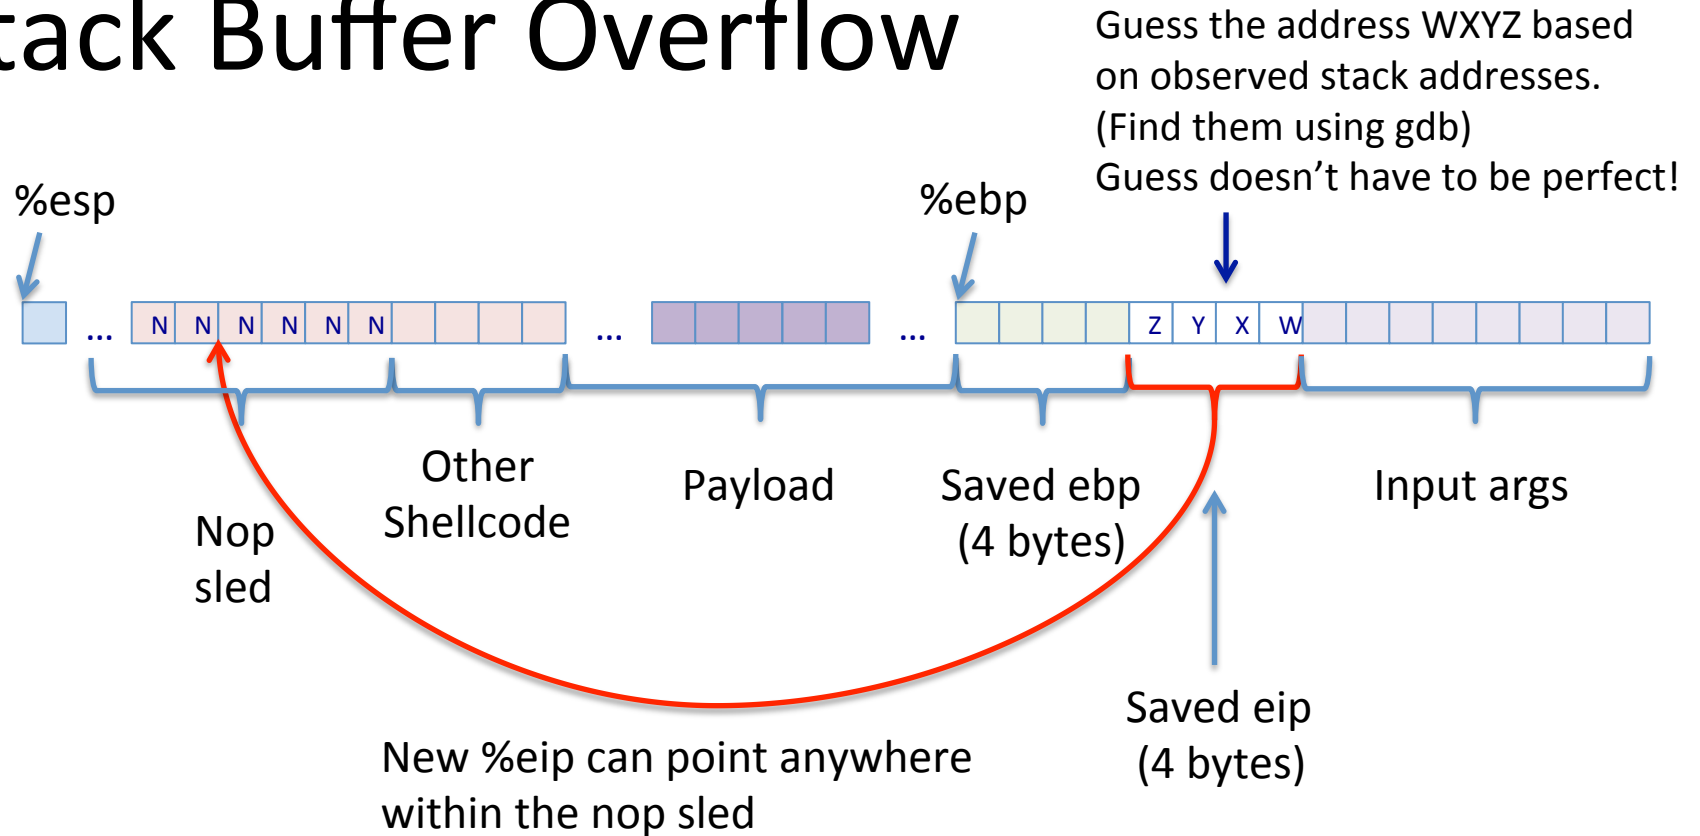 tack Buffer Overflow
Guess the address WXYZ based
on observed stack addresses.
(Find them using gdb)
Guess doesn’t have to be perfect!
%esp
%ebp
... N N N N N N ... ... Z Y X W
Other
Shellcode
Payload
Saved ebp
(4 bytes)
Input args
Nop
sled
Saved eip
(4 bytes)
New %eip can point anywhere
within the nop sled